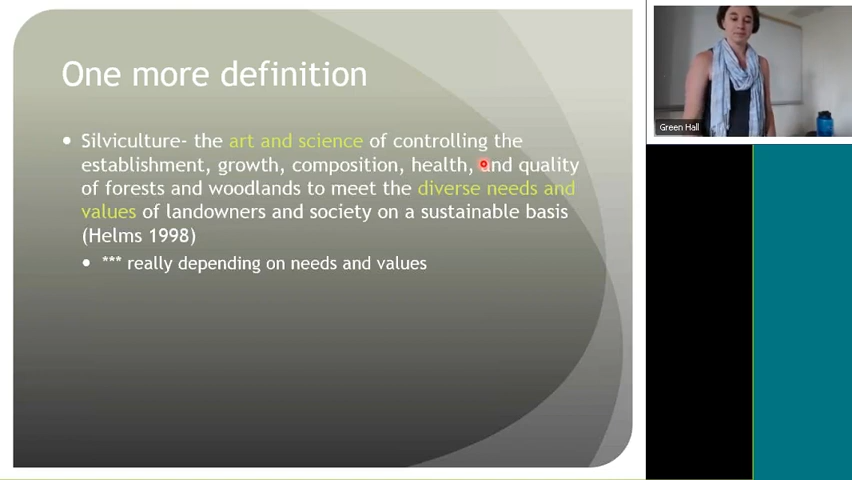 One more definition
• Silviculture- the art and science of controlling the
establishment, growth, composition, health, and quality
of forests and woodlands to meet the diverse needs and
values of landowners and society on a sustainable basis
(Helms 1998)
• *** really depending on needs and values
Green Hall